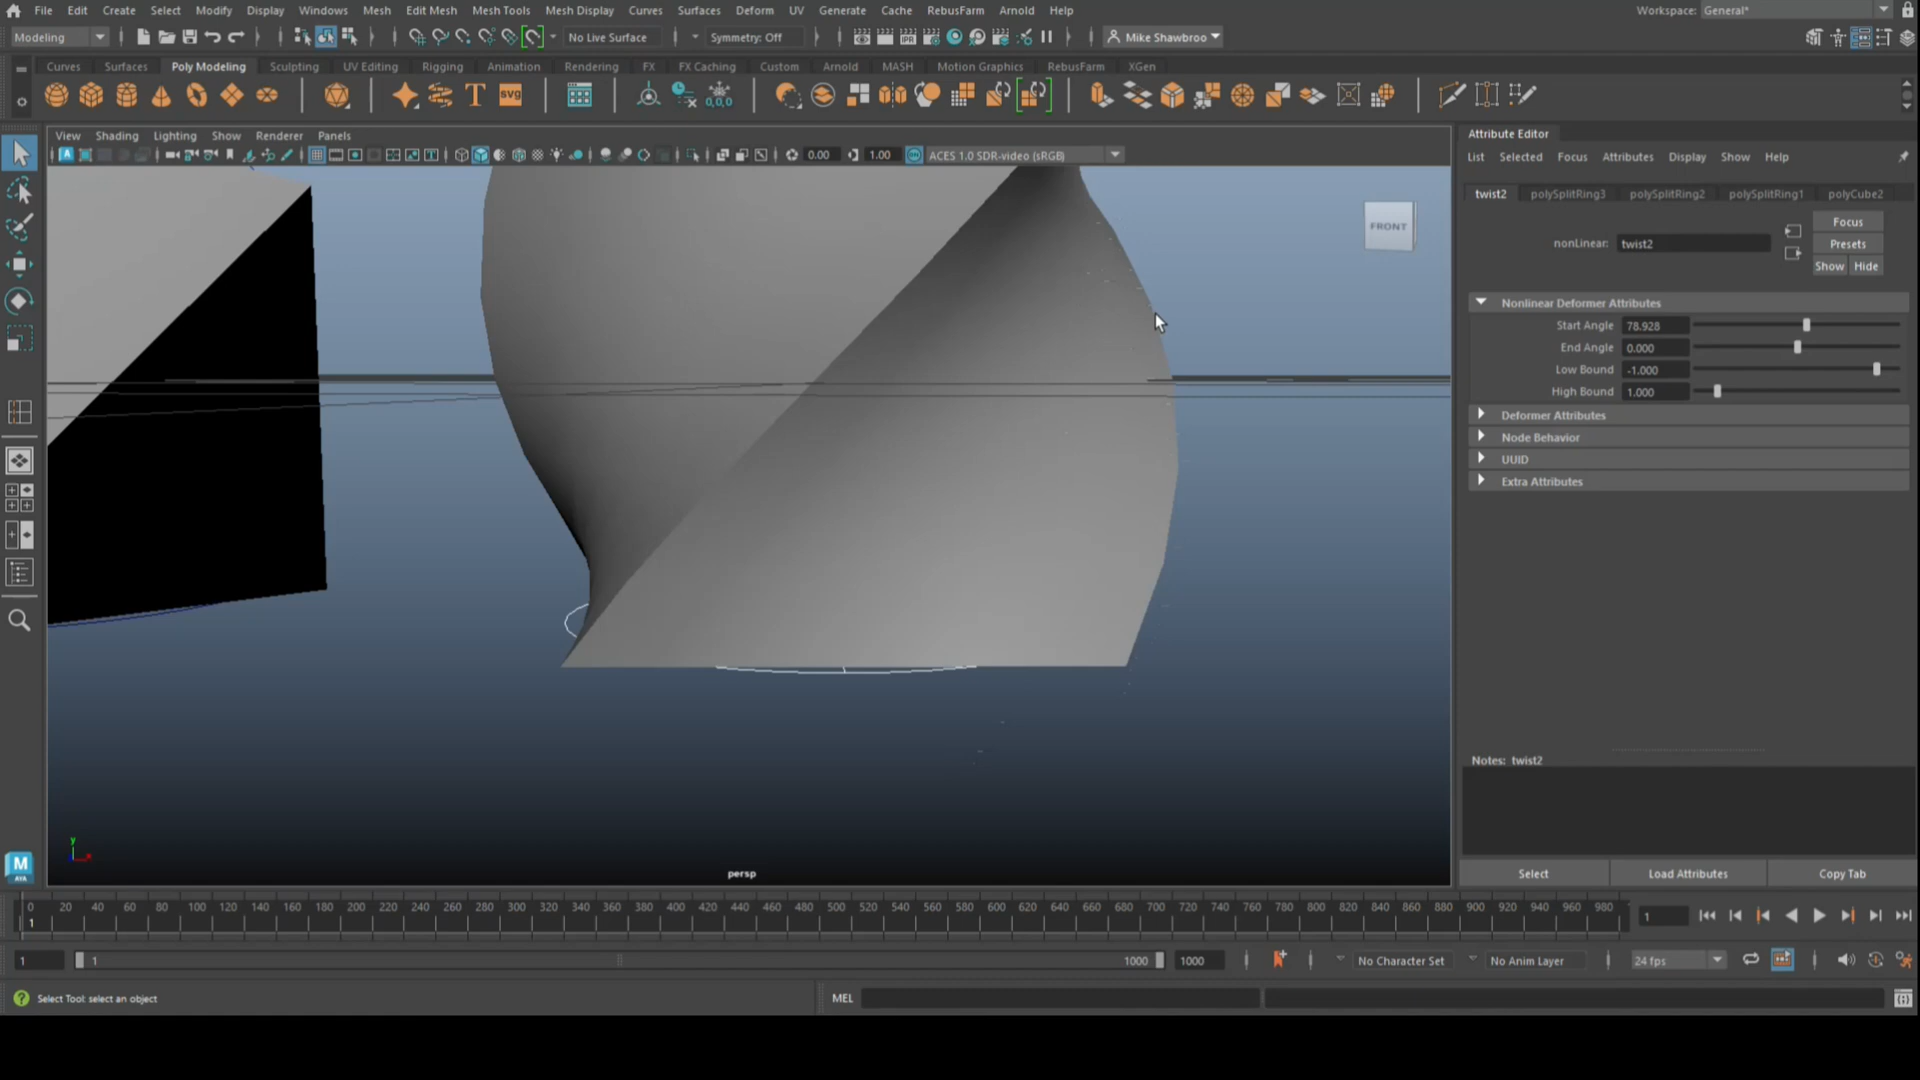 File Edit Create Select Modify Display Windows Mesh Edit Mesh Mesh Tools Mesh Display Curves Surfaces Deform UV Generate Cache RebusFarm Arnold Help Workspace: General*
Modeling No Live Surface Symmetry: Off Mike Shawbroo
Curves Surfaces Poly Modeling Sculpting UV Editing Rigging Animation Rendering FX FX Caching Custom Arnold MASH Motion Graphics RebusFarm XGen
T svg 0,0,0
View Shading Lighting Show Renderer Panels
0.00 1.00 ACES 1.0 SDR-video (sRGB)
FRONT
Attribute Editor
List Selected Focus Attributes Display Show Help
twist2 polySplitRing3 polySplitRing2 polySplitRing1 polyCube2
Focus
nonLinear: twist2 Presets
Show Hide
Nonlinear Deformer Attributes
Start Angle 78.928
End Angle 0.000
Low Bound -1.000
High Bound 1.000
Deformer Attributes
Node Behavior
UUID
Extra Attributes
Notes: twist2
Select Load Attributes Copy Tab
y
persp
M
AYA
0 20 40 60 80 100 120 140 160 180 200 220 240 260 280 300 320 340 360 380 400 420 440 460 480 500 520 540 560 580 600 620 640 660 680 700 720 740 760 780 800 820 840 860 880 900 920 940 960 980
1 1
1 1 1000 1000 No Character Set No Anim Layer 24 fps
Select Tool: select an object MEL